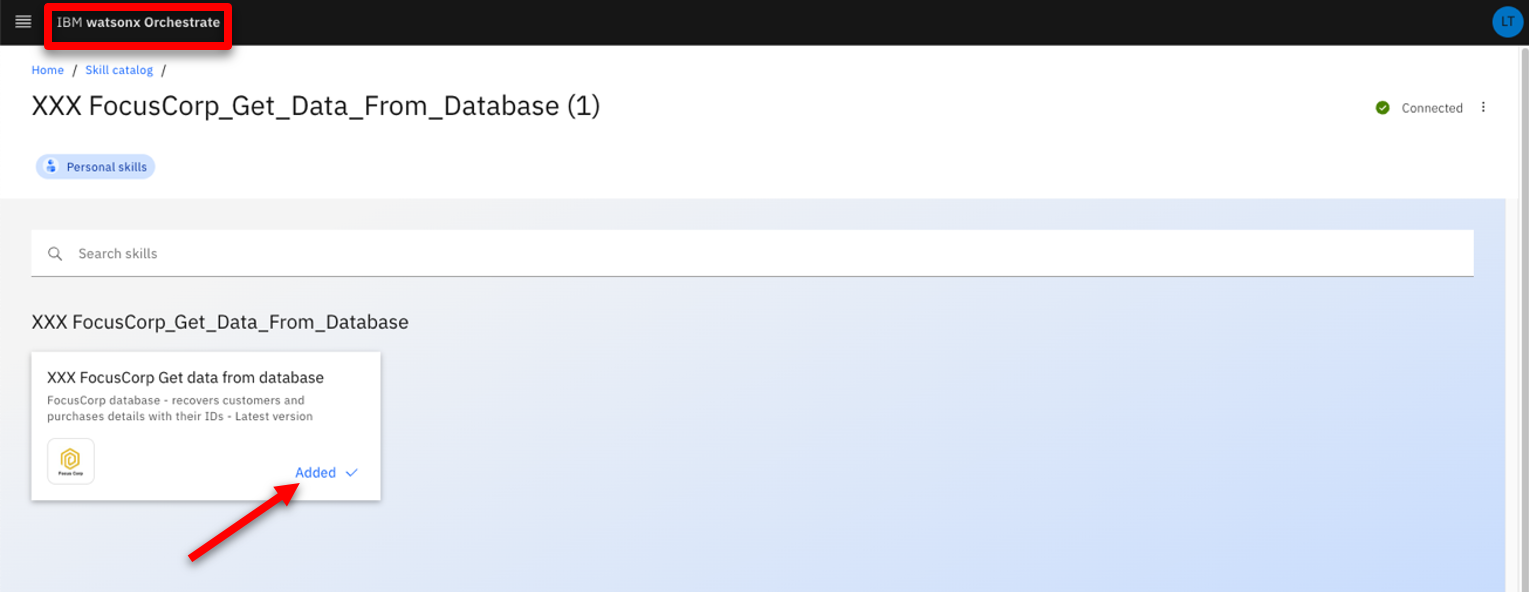 IBM watsonx Orchestrate
LT
Home / Skill catalog /
XXX FocusCorp_Get_Data_From_Database (1)
Connected
Personal skills
Search skills
XXX FocusCorp_Get_Data_From_Database
XXX FocusCorp Get data from database
FocusCorp database - recovers customers and
purchases details with their IDs - Latest version
Focus Corp
Added